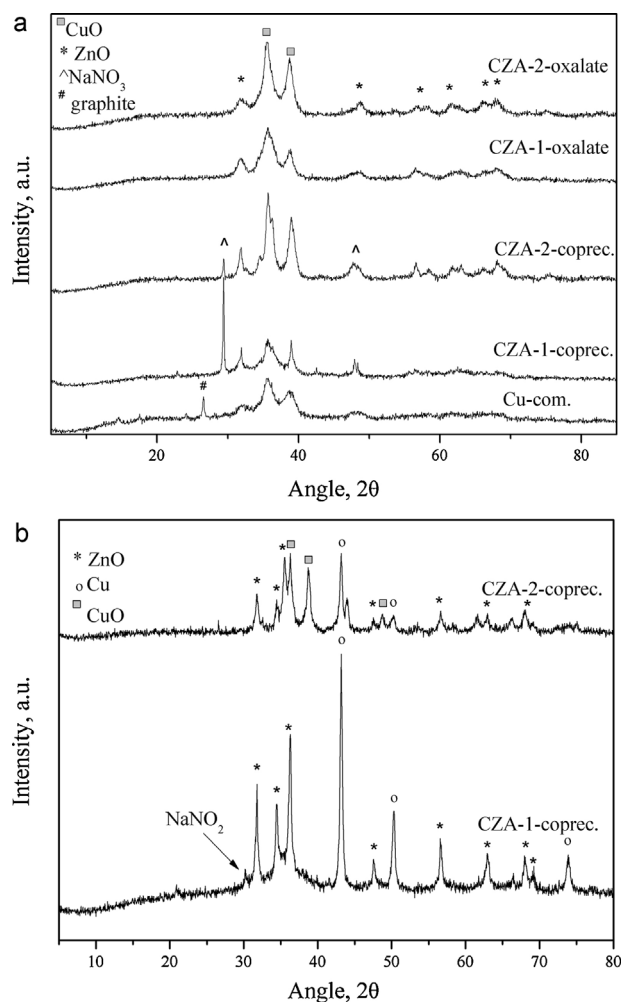 a
CuO
* ZnO
^NaNO3
# graphite
* * * * * *
CZA-2-oxalate
CZA-1-oxalate
^ ^
CZA-2-coprec.
CZA-1-coprec.
#
Cu-com.
Intensity, a.u.
20 40 60 80
Angle, 2θ
b
* ZnO
o Cu
CuO
* * * o * o * * *
CZA-2-coprec.
o
* * *
NaNO2
o
CZA-1-coprec.
* * * * * o
Intensity, a.u.
10 20 30 40 50 60 70 80
Angle, 2θ